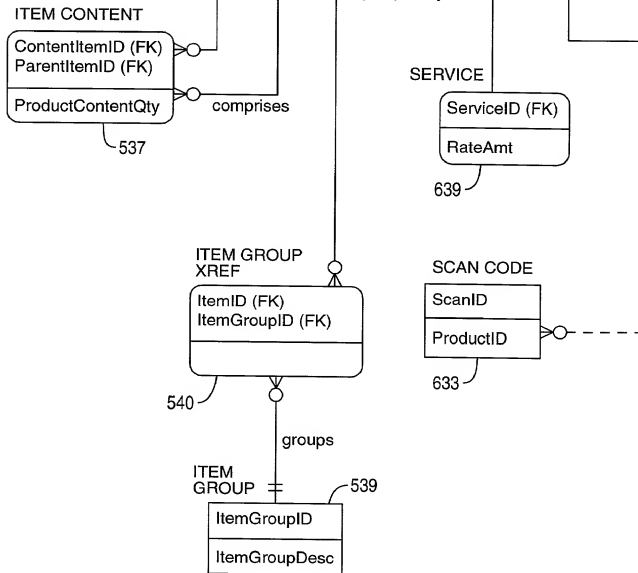 ITEM CONTENT
ContentItemID (FK)
ParentItemID (FK)
ProductContentQty
comprises
537
SERVICE
ServiceID (FK)
RateAmt
639
ITEM GROUP
XREF
ItemID (FK)
ItemGroupID (FK)
540
SCAN CODE
ScanID
ProductID
633
groups
ITEM
GROUP
539
ItemGroupID
ItemGroupDesc